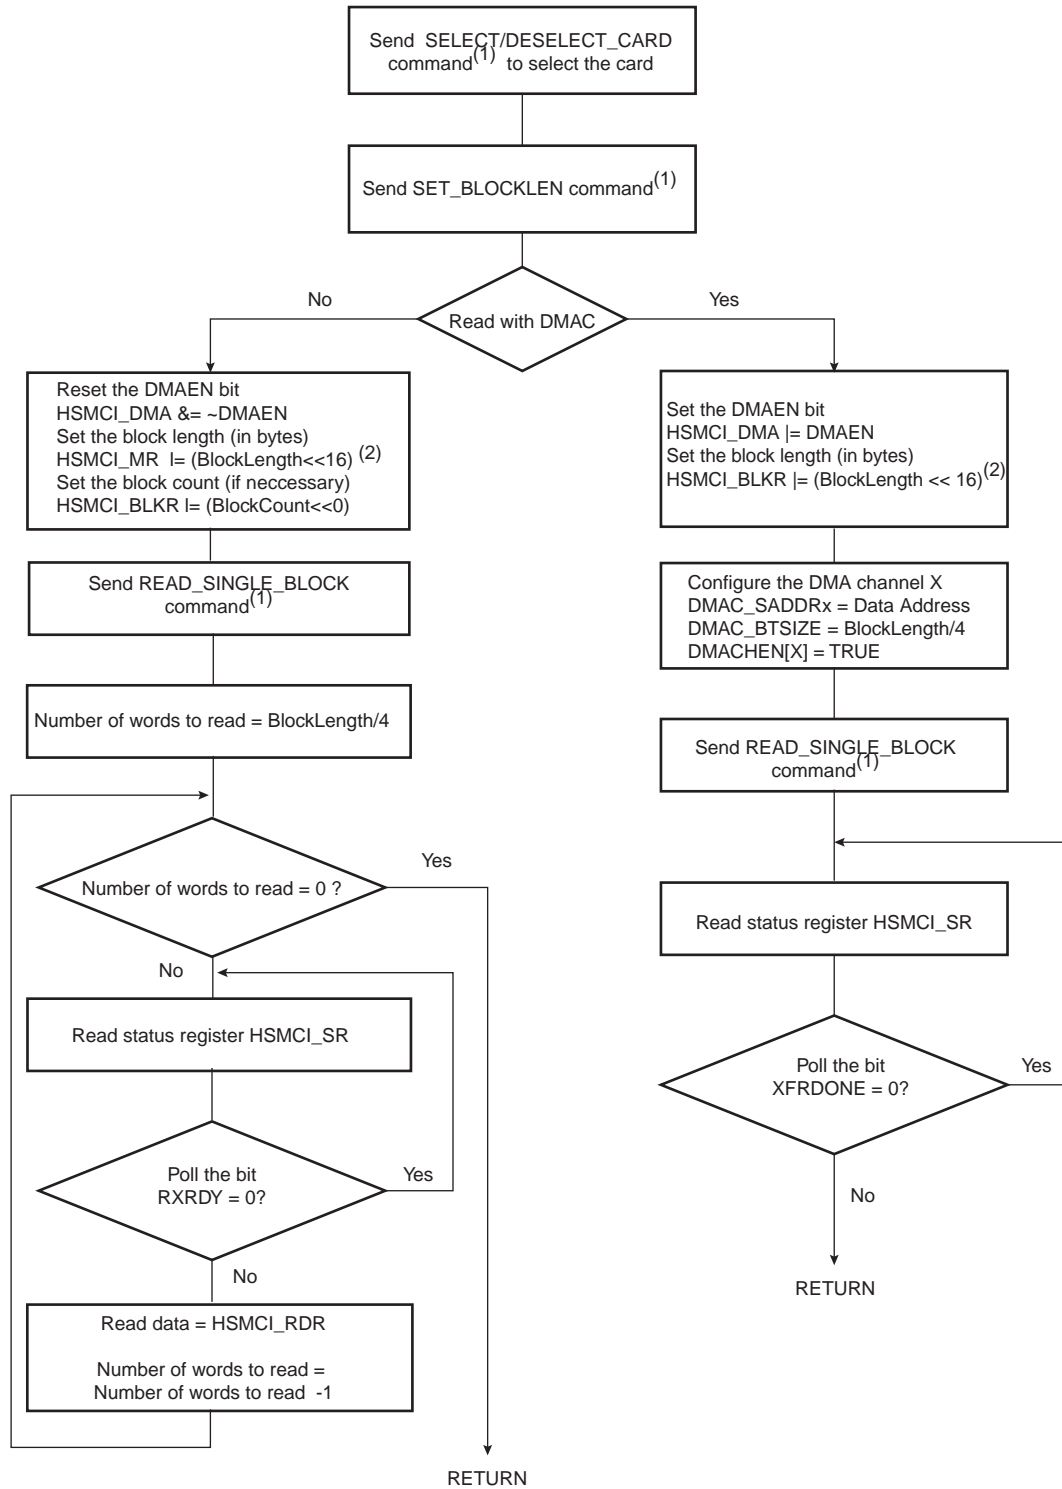 Send SELECT/DESELECT_CARD
command(1) to select the card
Send SET_BLOCKLEN command(1)
No
Yes
Read with DMAC
Reset the DMAEN bit
HSMCI_DMA &= ~DMAEN
Set the block length (in bytes)
HSMCI_MR l= (BlockLength<<16) (2)
Set the block count (if neccessary)
HSMCI_BLKR l= (BlockCount<<0)
Set the DMAEN bit
HSMCI_DMA |= DMAEN
Set the block length (in bytes)
HSMCI_BLKR |= (BlockLength << 16)(2)
Send READ_SINGLE_BLOCK
command(1)
Configure the DMA channel X
DMAC_SADDRx = Data Address
DMAC_BTSIZE = BlockLength/4
DMACHEN[X] = TRUE
Number of words to read = BlockLength/4
Send READ_SINGLE_BLOCK
command(1)
Number of words to read = 0 ?
Yes
No
Read status register HSMCI_SR
Read status register HSMCI_SR
Poll the bit
RXRDY = 0?
Yes
No
Poll the bit
XFRDONE = 0?
Yes
No
RETURN
Read data = HSMCI_RDR
Number of words to read =
Number of words to read -1
RETURN